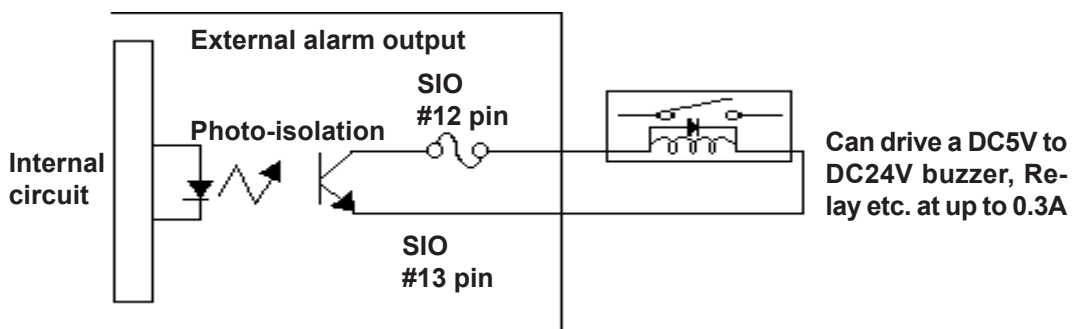 External alarm output
SIO
#12 pin
Photo-isolation
Internal
circuit
Can drive a DC5V to
DC24V buzzer, Re-
lay etc. at up to 0.3A
SIO
#13 pin